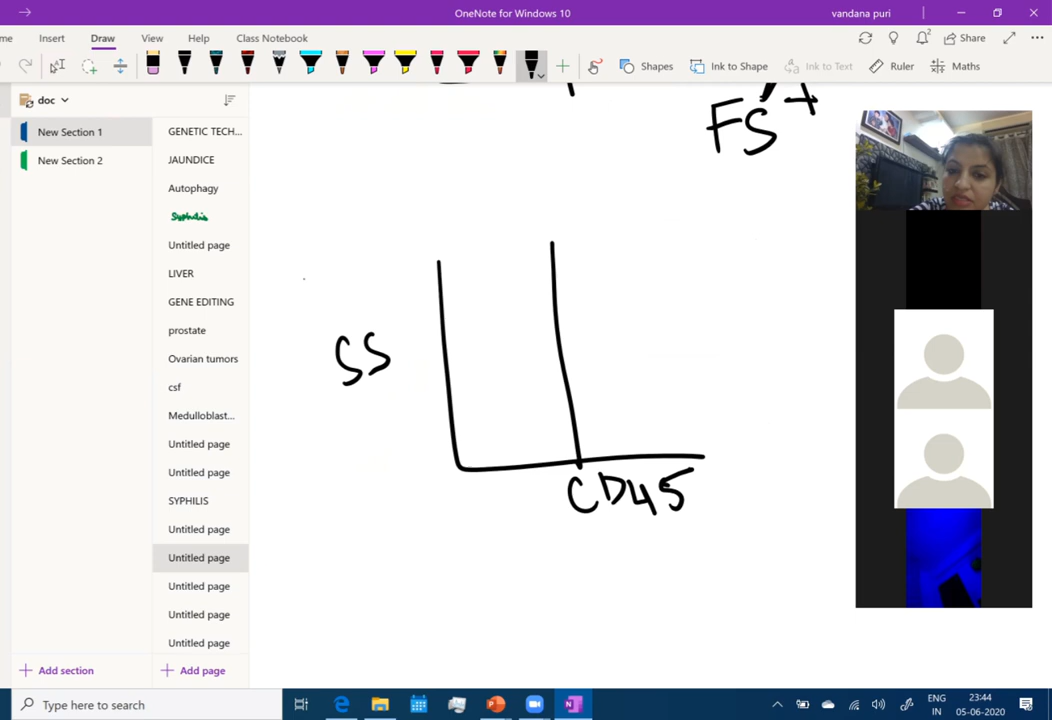 OneNote for Windows 10
vandana puri
me
Insert
Draw
View
Help
Class Notebook
Share
Shapes
Ink to Shape
Ink to Text
Ruler
Maths
doc
New Section 1
New Section 2
GENETIC TECH...
JAUNDICE
Autophagy
Syphilis
Untitled page
LIVER
GENE EDITING
prostate
Ovarian tumors
csf
Medulloblast...
Untitled page
Untitled page
SYPHILIS
Untitled page
Untitled page
Untitled page
Untitled page
Untitled page
Add section
Add page
FS
SS
CD45
Type here to search
ENG
IN
23:44
05-06-2020